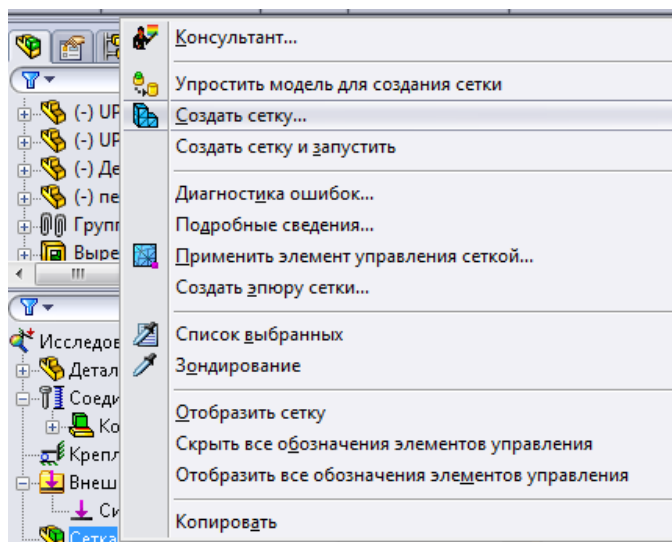 Консультант...
Упростить модель для создания сетки
(-) UP
Создать сетку...
(-) UP
Создать сетку и запустить
(-) Де
(-) пе
Диагностика ошибок...
Групп
Подробные сведения...
Выре
Применить элемент управления сеткой...
Создать эпюру сетки...
Список выбранных
Исследов
Зондирование
Детал
Соеди
Отобразить сетку
Ко
Скрыть все обозначения элементов управления
Крепл
Отобразить все обозначения элементов управления
Внеш
Си
Копировать
Сетка